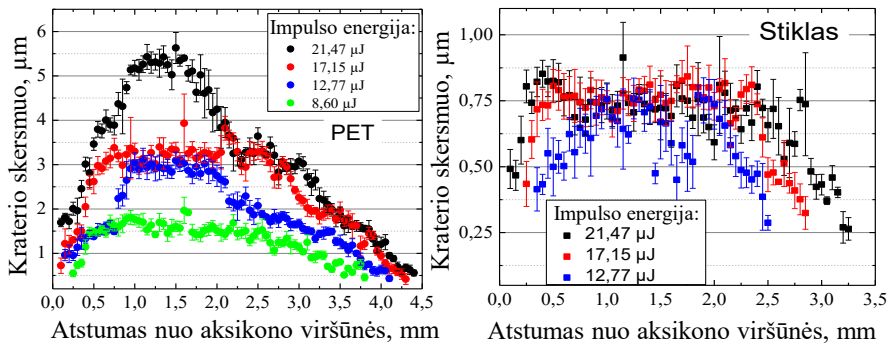 Kraterio skersmuo, µm
6
5
4
3
2
1
Impulso energija:
21,47 µJ
17,15 µJ
12,77 µJ
8,60 µJ
PET
0,0 0,5 1,0 1,5 2,0 2,5 3,0 3,5 4,0 4,5
Atstumas nuo aksikono viršūnės, mm
Kraterio skersmuo, µm
1,00
0,75
0,50
0,25
Stiklas
Impulso energija:
21,47 µJ
17,15 µJ
12,77 µJ
0,0 0,5 1,0 1,5 2,0 2,5 3,0 3,5
Atstumas nuo aksikono viršūnės, mm